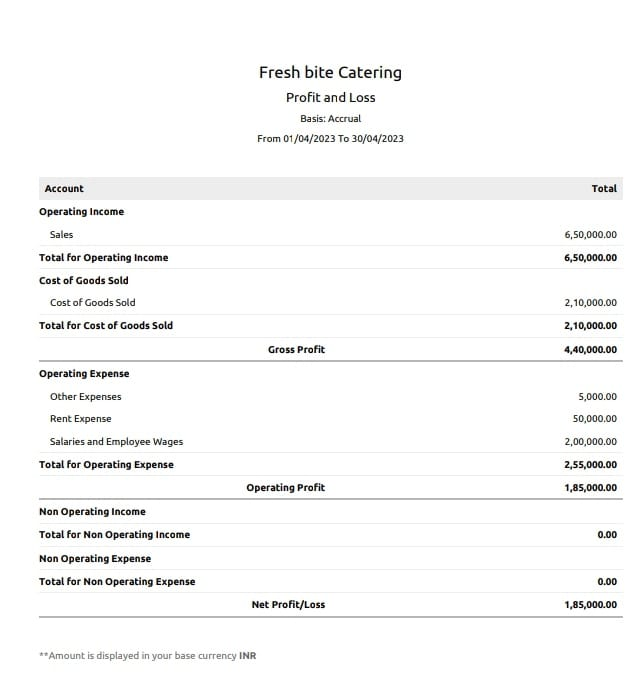 Fresh bite Catering
Profit and Loss
Basis: Accrual
From 01/04/2023 To 30/04/2023
Account Total
Operating Income
Sales 6,50,000.00
Total for Operating Income 6,50,000.00
Cost of Goods Sold
Cost of Goods Sold 2,10,000.00
Total for Cost of Goods Sold 2,10,000.00
Gross Profit 4,40,000.00
Operating Expense
Other Expenses 5,000.00
Rent Expense 50,000.00
Salaries and Employee Wages 2,00,000.00
Total for Operating Expense 2,55,000.00
Operating Profit 1,85,000.00
Non Operating Income
Total for Non Operating Income 0.00
Non Operating Expense
Total for Non Operating Expense 0.00
Net Profit/Loss 1,85,000.00
**Amount is displayed in your base currency INR